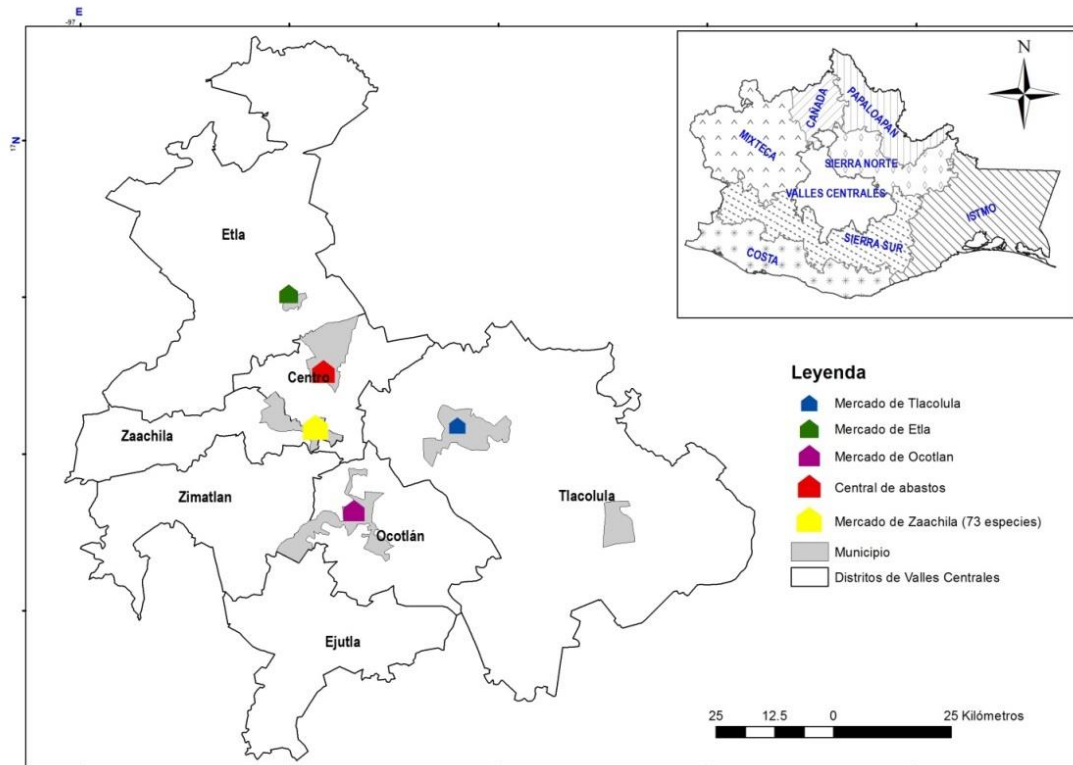 E
-97
17°N
N
CAÑADA
PAPALOAPAN
MIXTECA
SIERRA NORTE
VALLES CENTRALES
ISTMO
SIERRA SUR
COSTA
Etla
Centro
Zaachila
Zimatlan
Tlacolula
Ocotlán
Ejutla
Leyenda
Mercado de Tlacolula
Mercado de Etla
Mercado de Ocotlan
Central de abastos
Mercado de Zaachila (73 especies)
Municipio
Distritos de Valles Centrales
25 12.5 0 25 Kilómetros